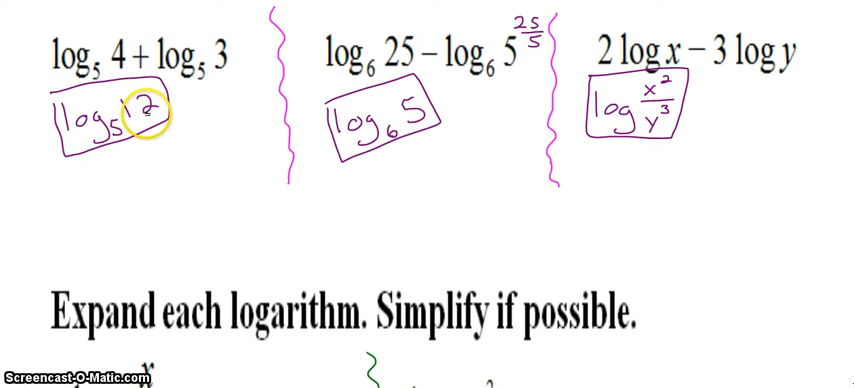 log₅ 4 + log₅ 3
log₅ 12
log₆ 25 − log₆ 5
25/5
log₆ 5
2 log x − 3 log y
log x²/y³
Expand each logarithm. Simplify if possible.
x
Screencast-O-Matic.com